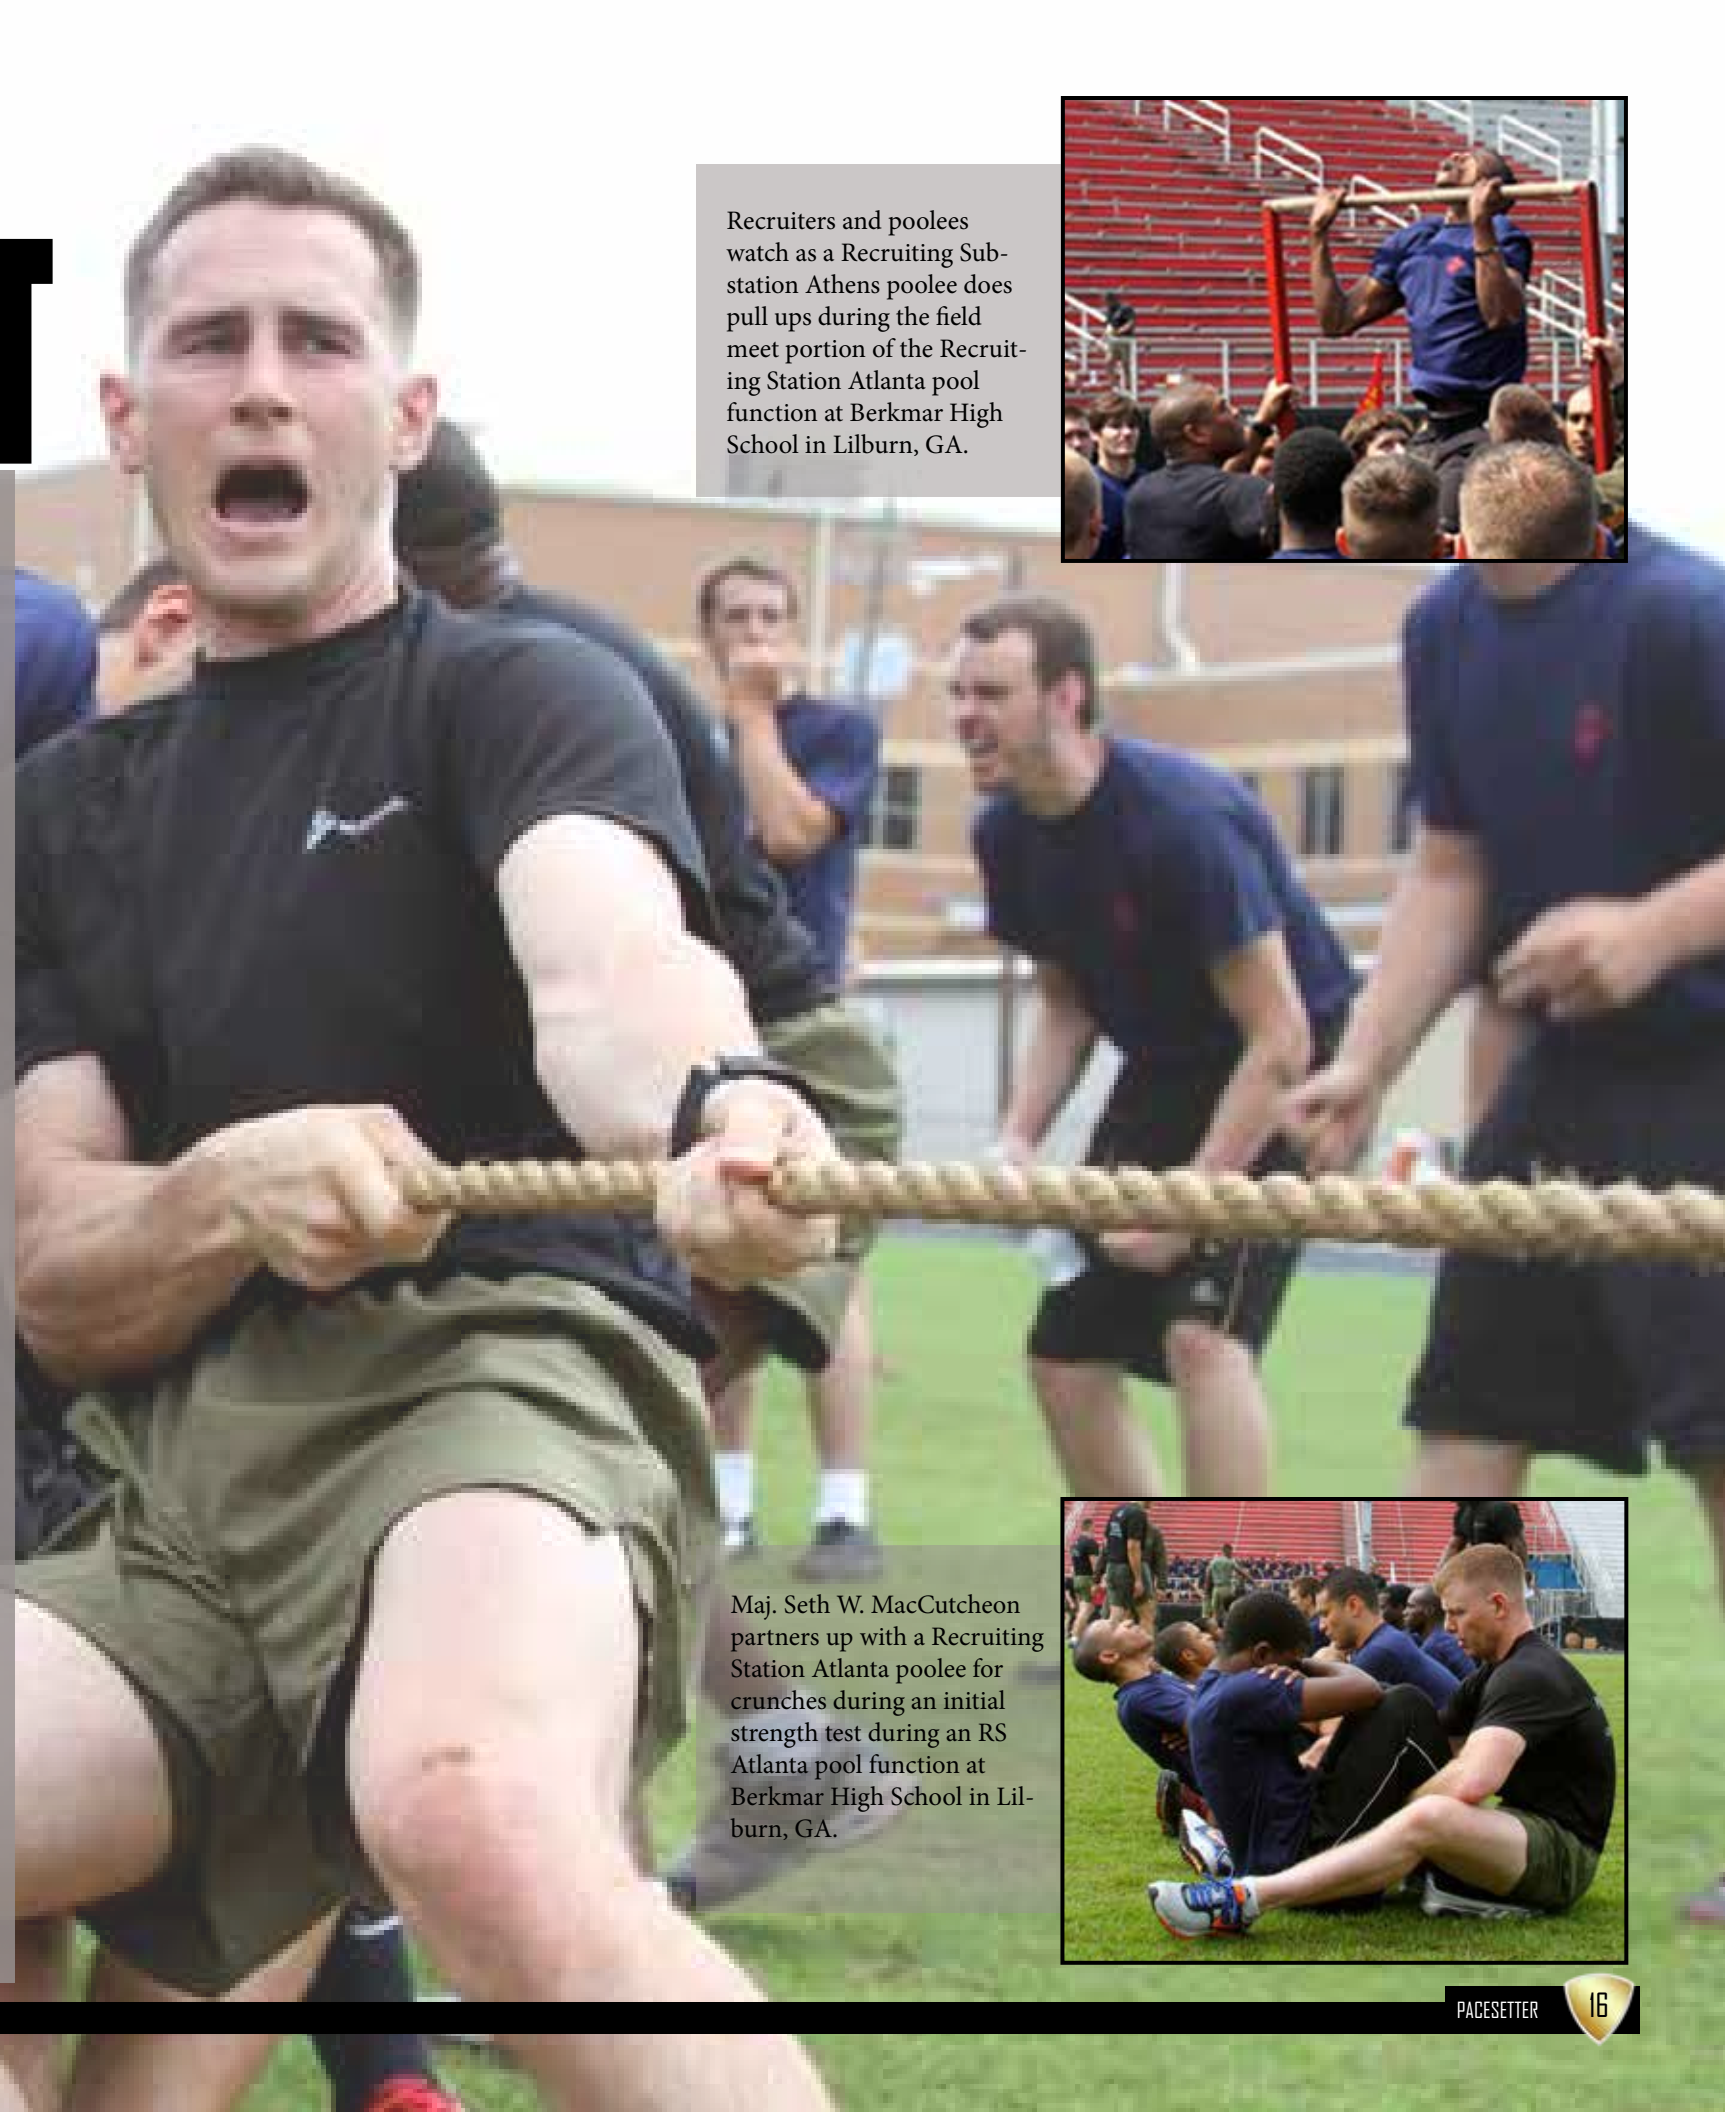 T
Recruiters and poolees
watch as a Recruiting Sub-
station Athens poolee does
pull ups during the field
meet portion of the Recruit-
ing Station Atlanta pool
function at Berkmar High
School in Lilburn, GA.
Maj. Seth W. MacCutcheon
partners up with a Recruiting
Station Atlanta poolee for
crunches during an initial
strength test during an RS
Atlanta pool function at
Berkmar High School in Lil-
burn, GA.
PACESETTER
16